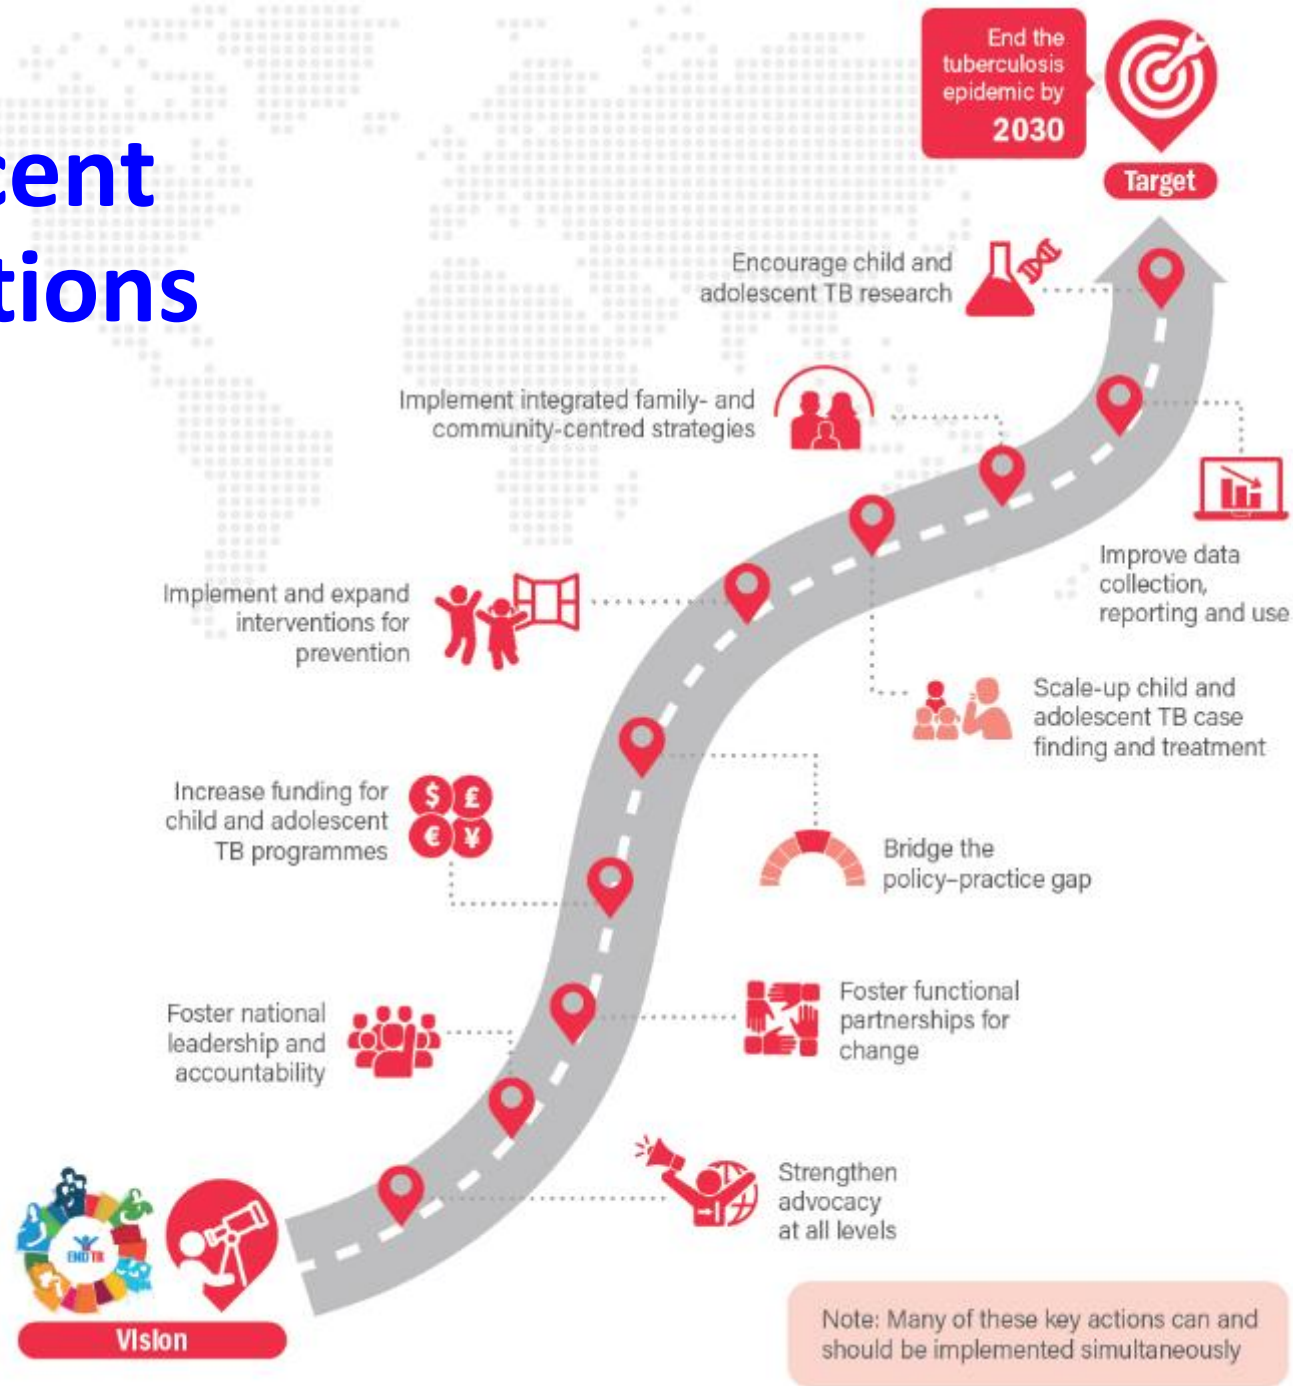 cent
tions
End the
tuberculosis
epidemic by
2030
Target
Encourage child and
adolescent TB research
Implement integrated family- and
community-centred strategies
Improve data
collection,
reporting and use
Implement and expand
interventions for
prevention
Scale-up child and
adolescent TB case
finding and treatment
Increase funding for
child and adolescent
TB programmes
$ £
€ ¥
Bridge the
policy–practice gap
Foster functional
partnerships for
change
Foster national
leadership and
accountability
Strengthen
advocacy
at all levels
END TB
Vision
Note: Many of these key actions can and
should be implemented simultaneously